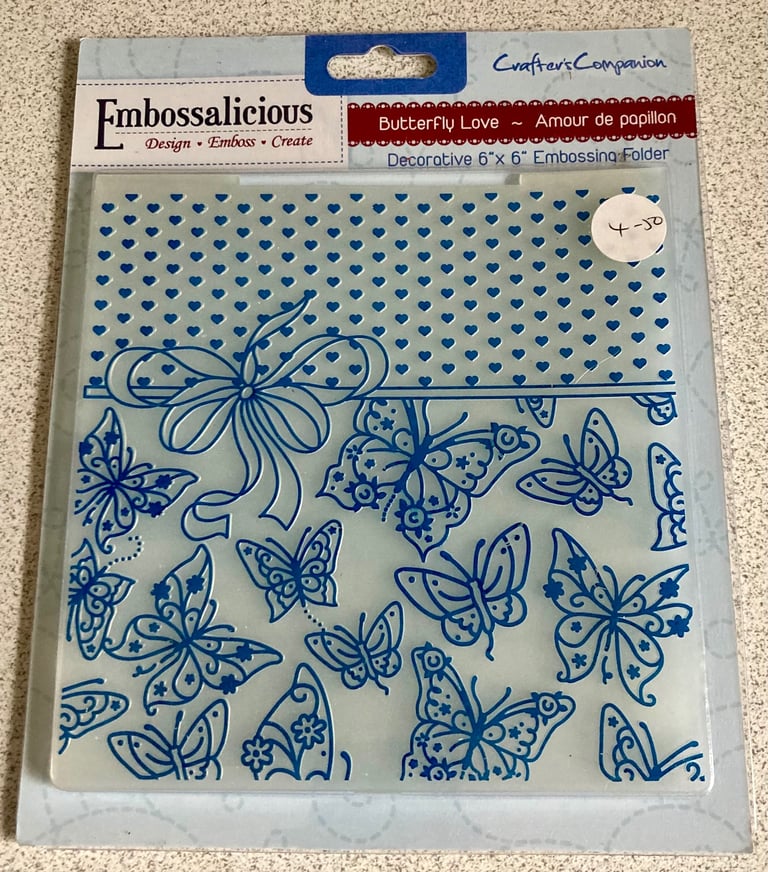 Crafter's Companion
Embossalicious
Design • Emboss • Create
Butterfly Love ~ Amour de papillon
Decorative 6"x 6" Embossing Folder
4-50